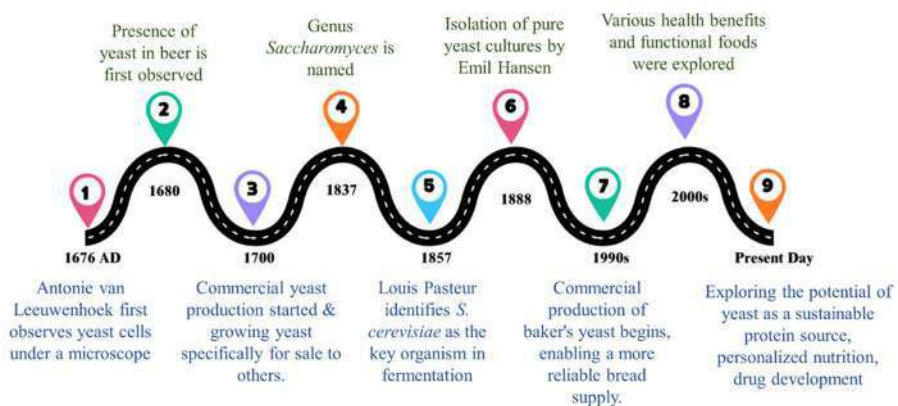 Presence of
yeast in beer is
first observed
Genus
Saccharomyces is
named
Isolation of pure
yeast cultures by
Emil Hansen
Various health benefits
and functional foods
were explored
2
4
6
8
1
3
5
7
9
1680
1837
1888
2000s
1676 AD
1700
1857
1990s
Present Day
Antonie van
Leeuwenhoek first
observes yeast cells
under a microscope
Commercial yeast
production started &
growing yeast
specifically for sale to
others.
Louis Pasteur
identifies S.
cerevisiae as the
key organism in
fermentation
Commercial
production of
baker's yeast begins,
enabling a more
reliable bread
supply.
Exploring the potential of
yeast as a sustainable
protein source,
personalized nutrition,
drug development